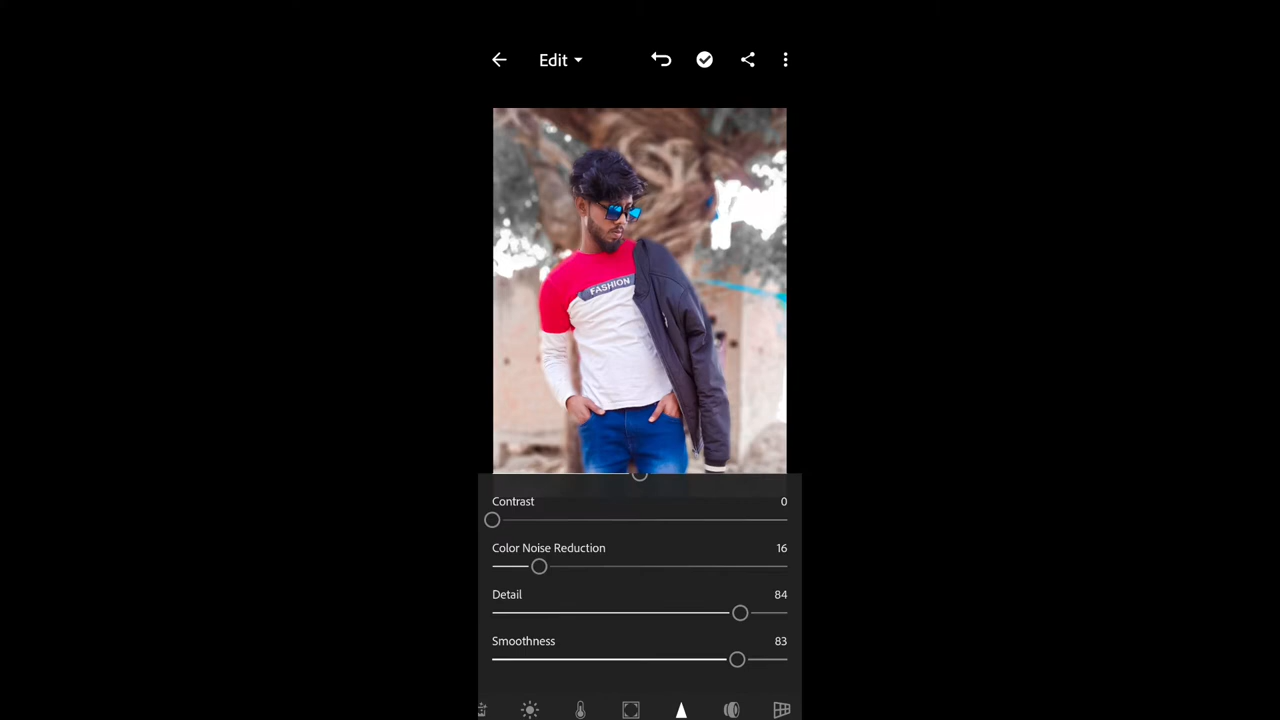 Edit
FASHION
Contrast 0
Color Noise Reduction 16
Detail 84
Smoothness 83